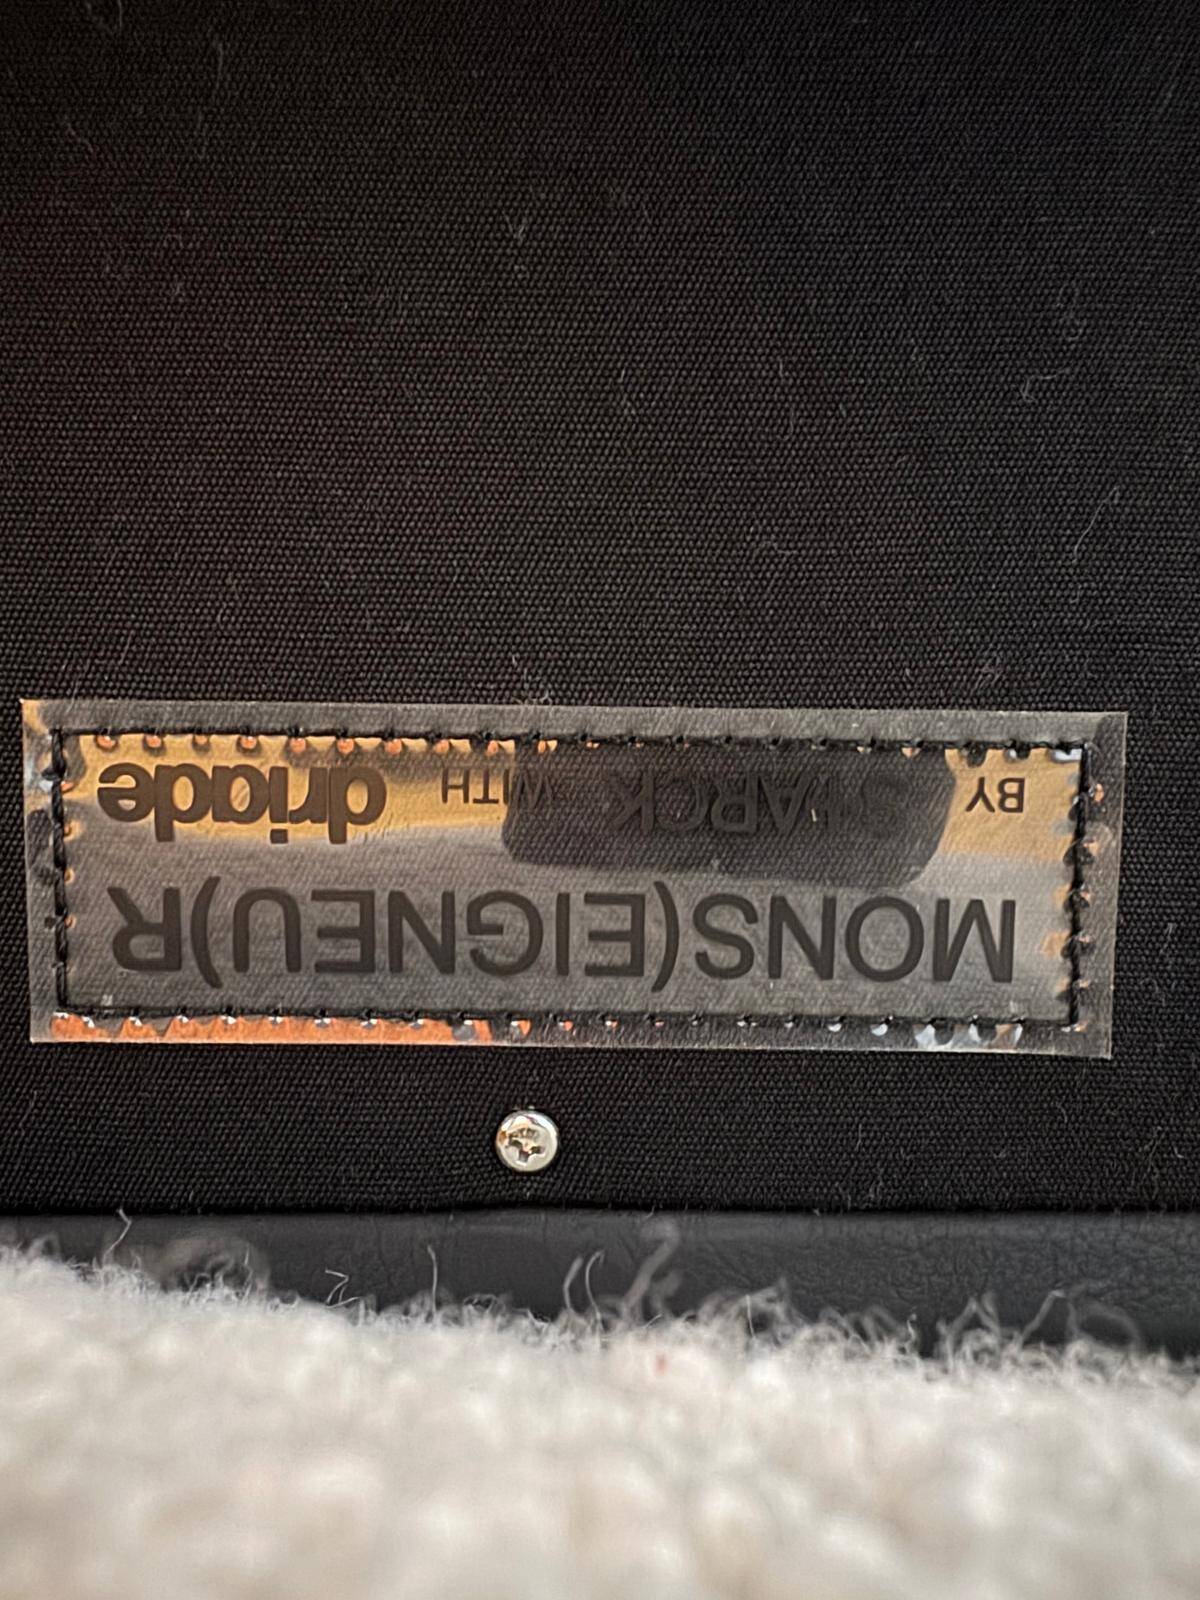 MONS(EIGNEU)R
BY STARCK WITH driade